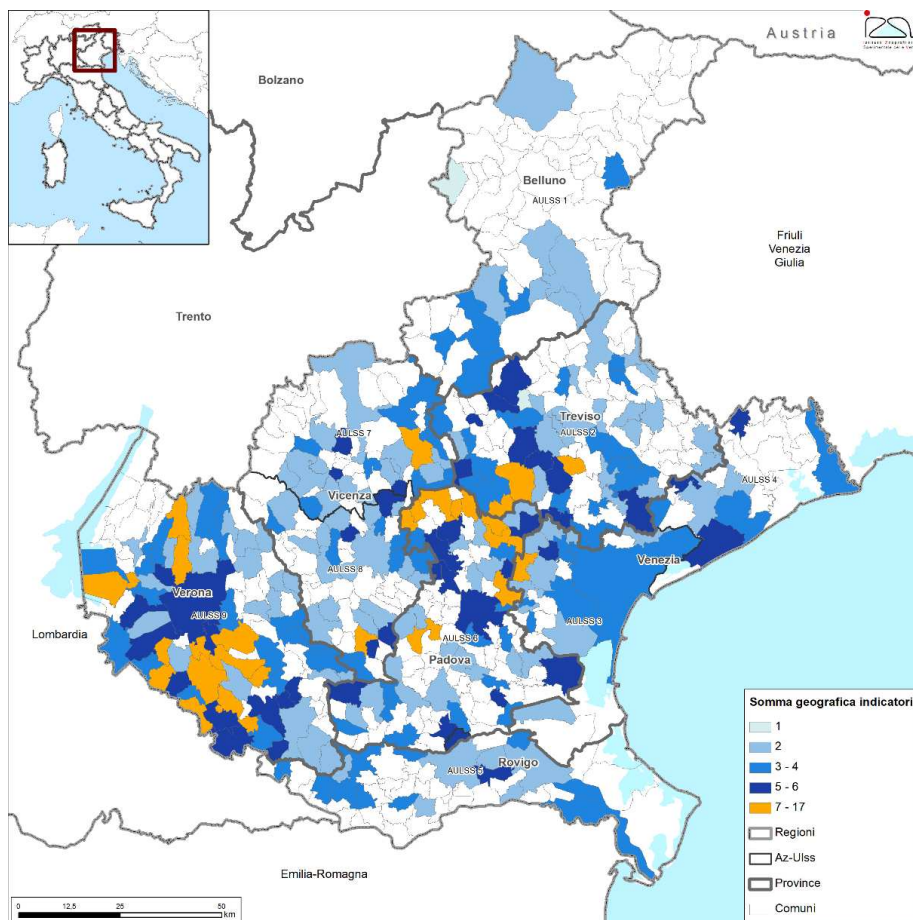 Austria
Bolzano
Belluno
AULSS 1
Friuli
Venezia
Giulia
Trento
Treviso
AULSS 2
AULSS 7
AULSS 4
Vicenza
Venezia
AULSS 8
Verona
AULSS 9
AULSS 3
Lombardia
Padova
Rovigo
AULSS 5
Emilia-Romagna
Somma geografica indicatori
1
2
3 - 4
5 - 6
7 - 17
Regioni
Az-Ulss
Province
Comuni
0 12,5 25 50
km